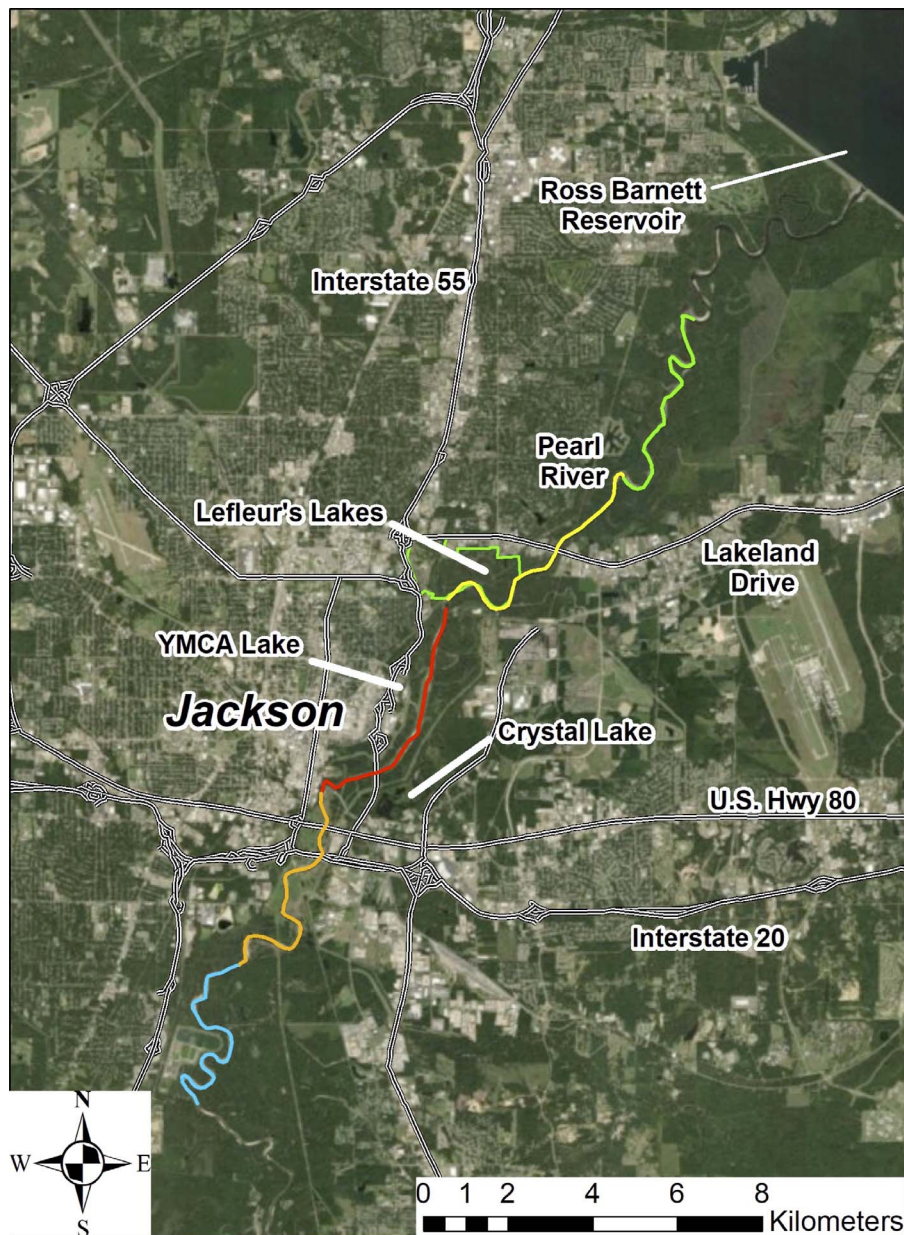 Ross Barnett
Reservoir
Interstate 55
Pearl
River
Lefleur's Lakes
Lakeland
Drive
YMCA Lake
Jackson
Crystal Lake
U.S. Hwy 80
Interstate 20
N
W E
S
0 1 2 4 6 8
Kilometers